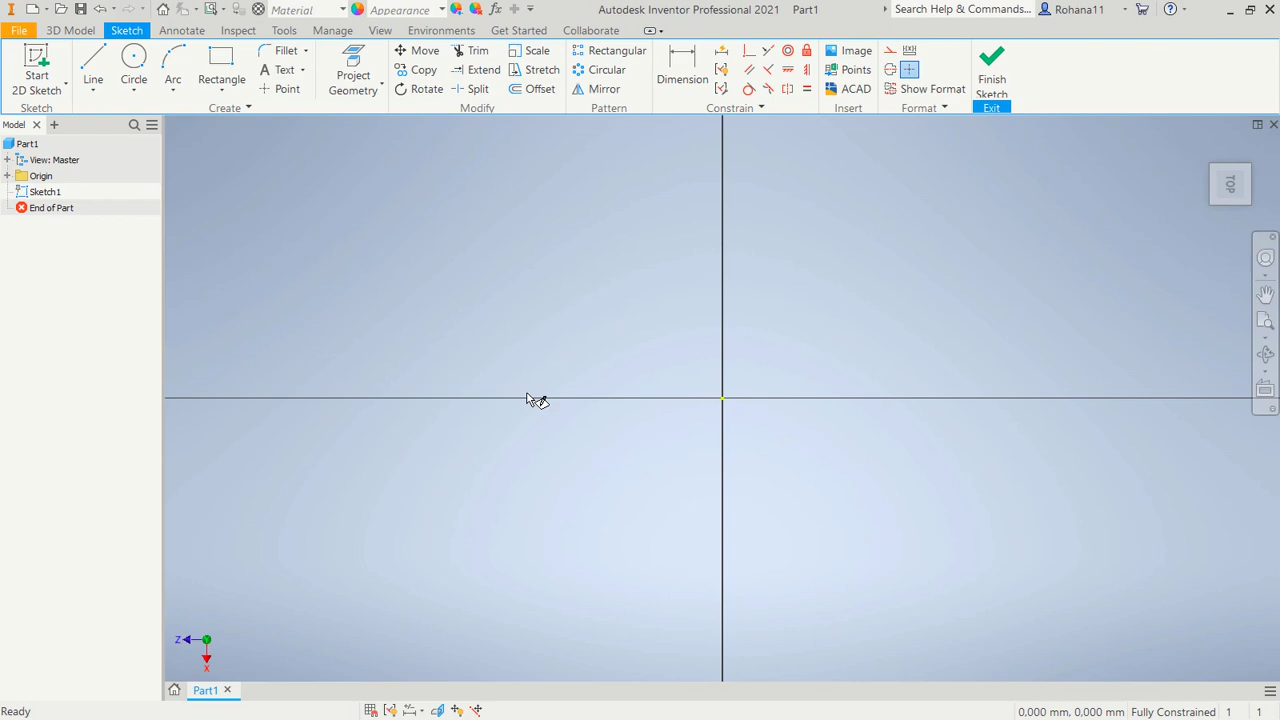 Material
Appearance
Autodesk Inventor Professional 2021 Part1
Search Help & Commands...
Rohana11
File
3D Model
Sketch
Annotate
Inspect
Tools
Manage
View
Environments
Get Started
Collaborate
Start
2D Sketch
Line
Circle
Arc
Rectangle
Fillet
Text
Point
Project
Geometry
Move
Copy
Rotate
Trim
Extend
Split
Scale
Stretch
Offset
Rectangular
Circular
Mirror
Dimension
Image
Points
ACAD
Show Format
Finish
Sketch
Sketch
Create
Modify
Pattern
Constrain
Insert
Format
Exit
Model
Part1
View: Master
Origin
Sketch1
End of Part
TOP
Z
X
Part1
Ready
0,000 mm, 0,000 mm
Fully Constrained
1
1